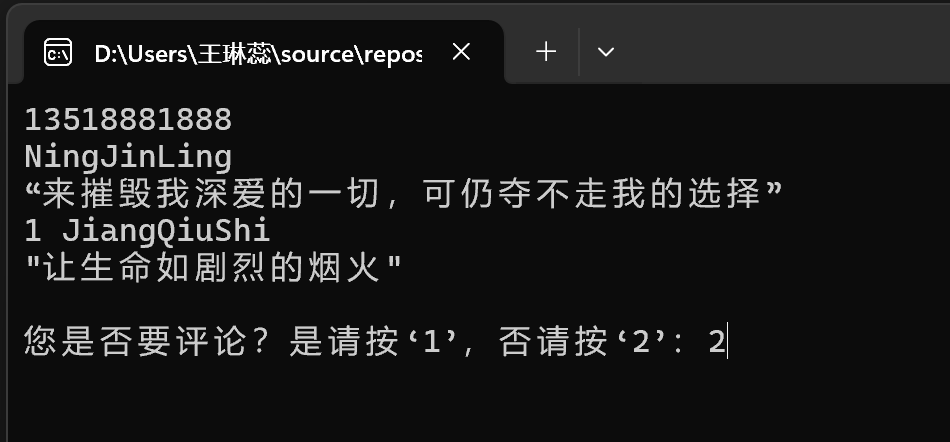 D:\Users\王琳蕊\source\repos
13518881888
NingJinLing
“来摧毁我深爱的一切，可仍夺不走我的选择”
1 JiangQiuShi
"让生命如剧烈的烟火"
您是否要评论？是请按‘1’，否请按‘2’：2